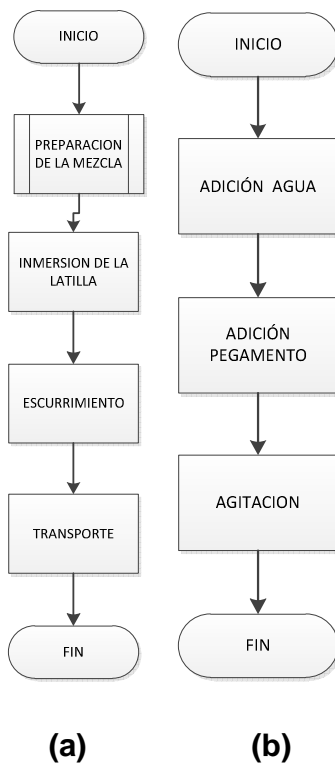 INICIO
PREPARACION
DE LA MEZCLA
INMERSION DE LA
LATILLA
ESCURRIMIENTO
TRANSPORTE
FIN
(a)
INICIO
ADICIÓN AGUA
ADICIÓN
PEGAMENTO
AGITACION
FIN
(b)